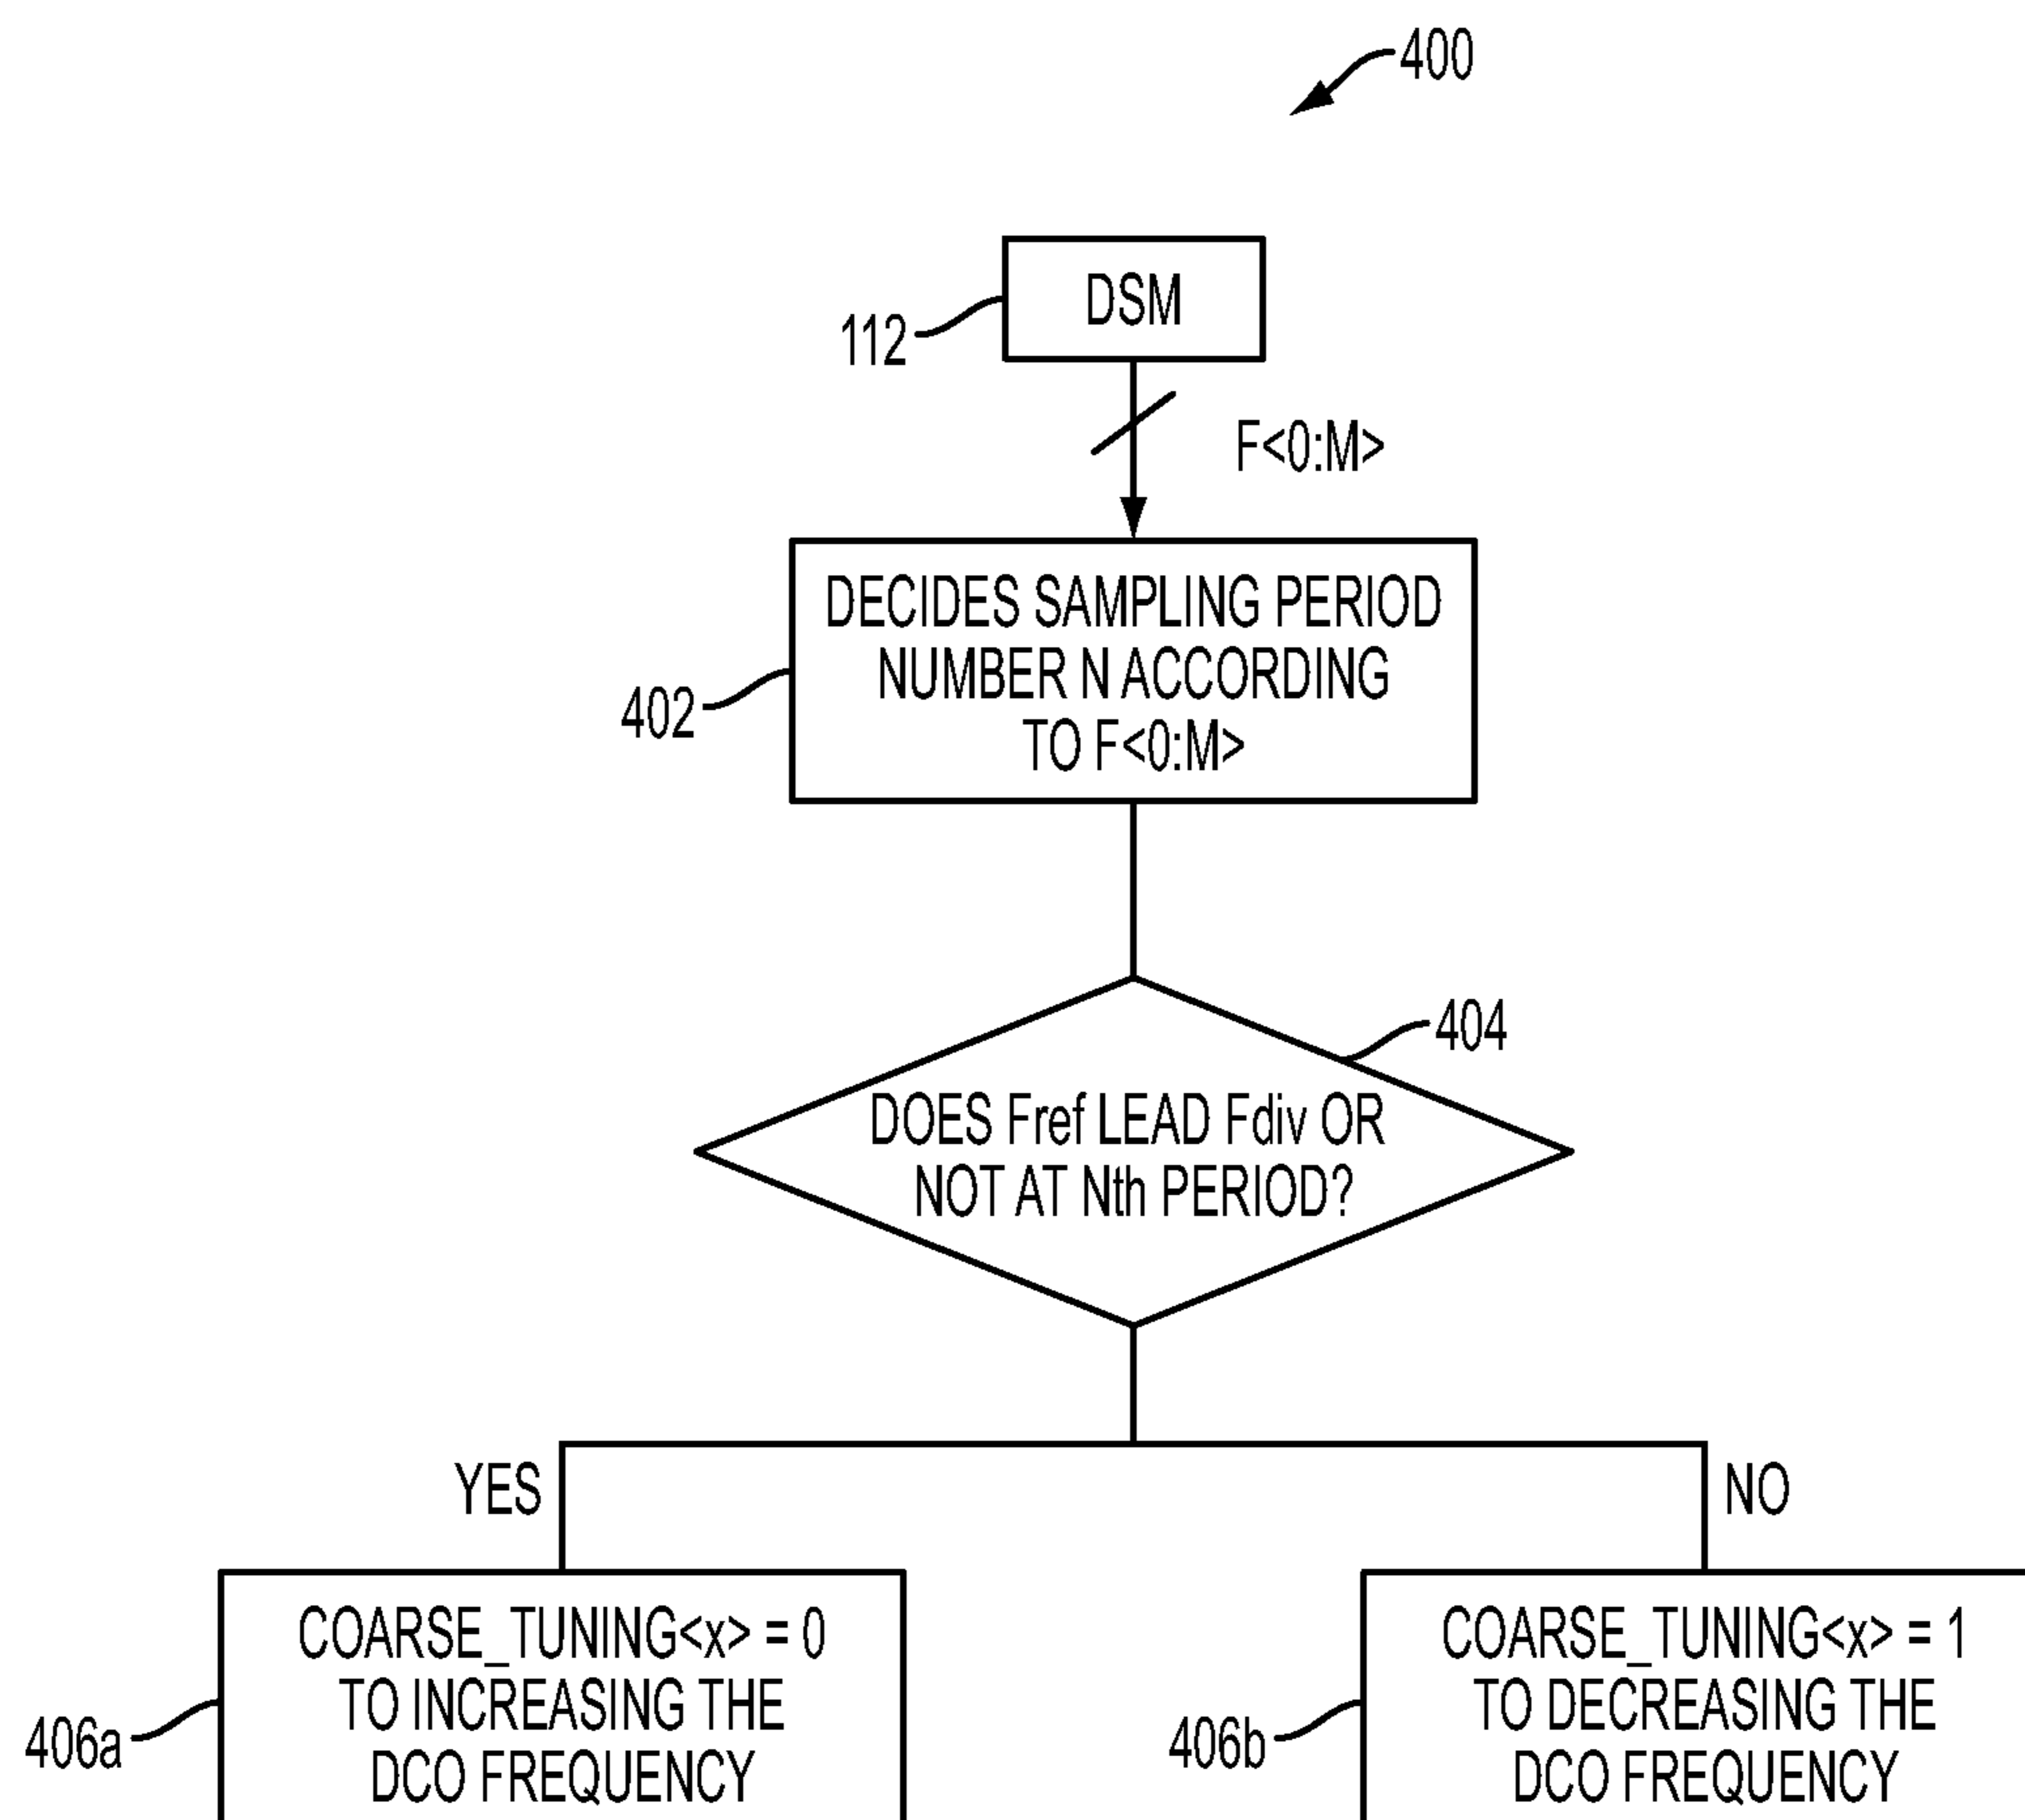 400
DSM
112
F<0:M>
DECIDES SAMPLING PERIOD
NUMBER N ACCORDING
TO F<0:M>
402
404
DOES Fref LEAD Fdiv OR
NOT AT Nth PERIOD?
YES
NO
COARSE_TUNING<x> = 0
TO INCREASING THE
DCO FREQUENCY
406a
COARSE_TUNING<x> = 1
TO DECREASING THE
DCO FREQUENCY
406b